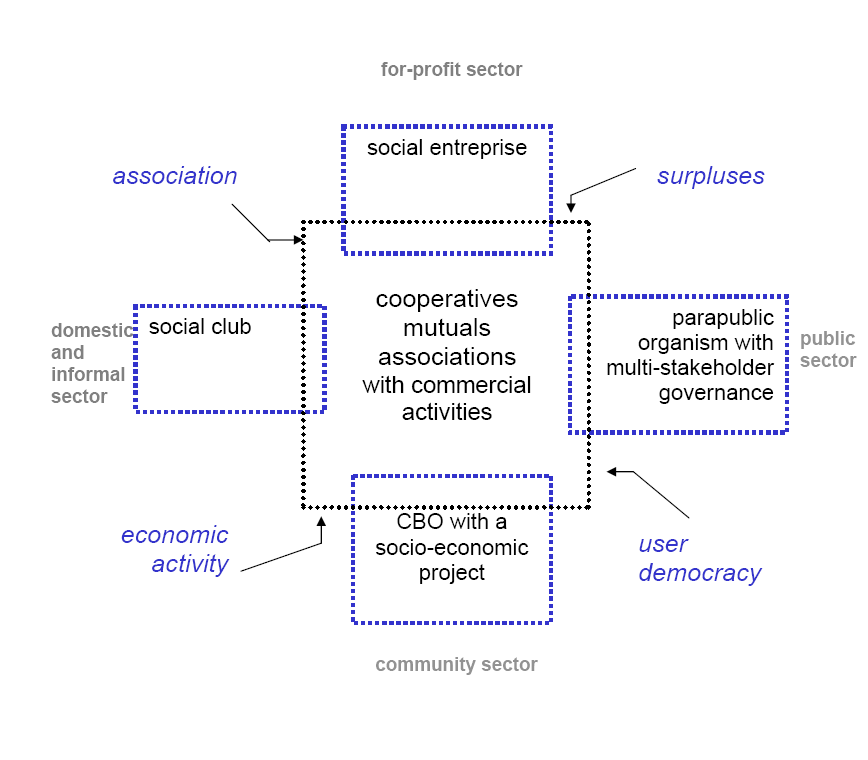 for-profit sector
social entreprise
association
surpluses
cooperatives
mutuals
associations
with commercial
activities
domestic
and
informal
sector
social club
parapublic
organism with
multi-stakeholder
governance
public
sector
economic
activity
CBO with a
socio-economic
project
user
democracy
community sector